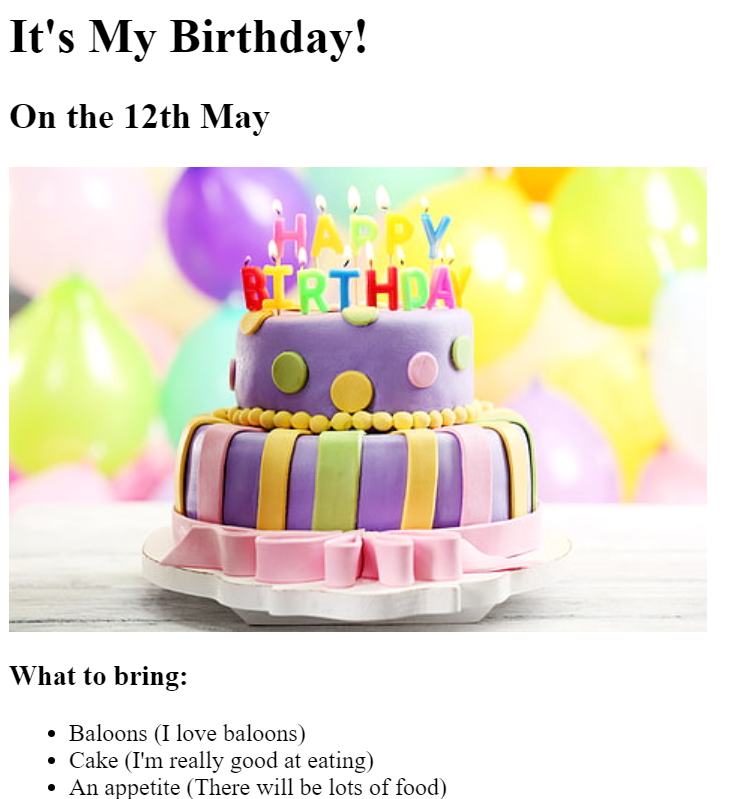 It's My Birthday!
On the 12th May
HAPPY
BIRTHDAY
What to bring:
Baloons (I love baloons)
Cake (I'm really good at eating)
An appetite (There will be lots of food)